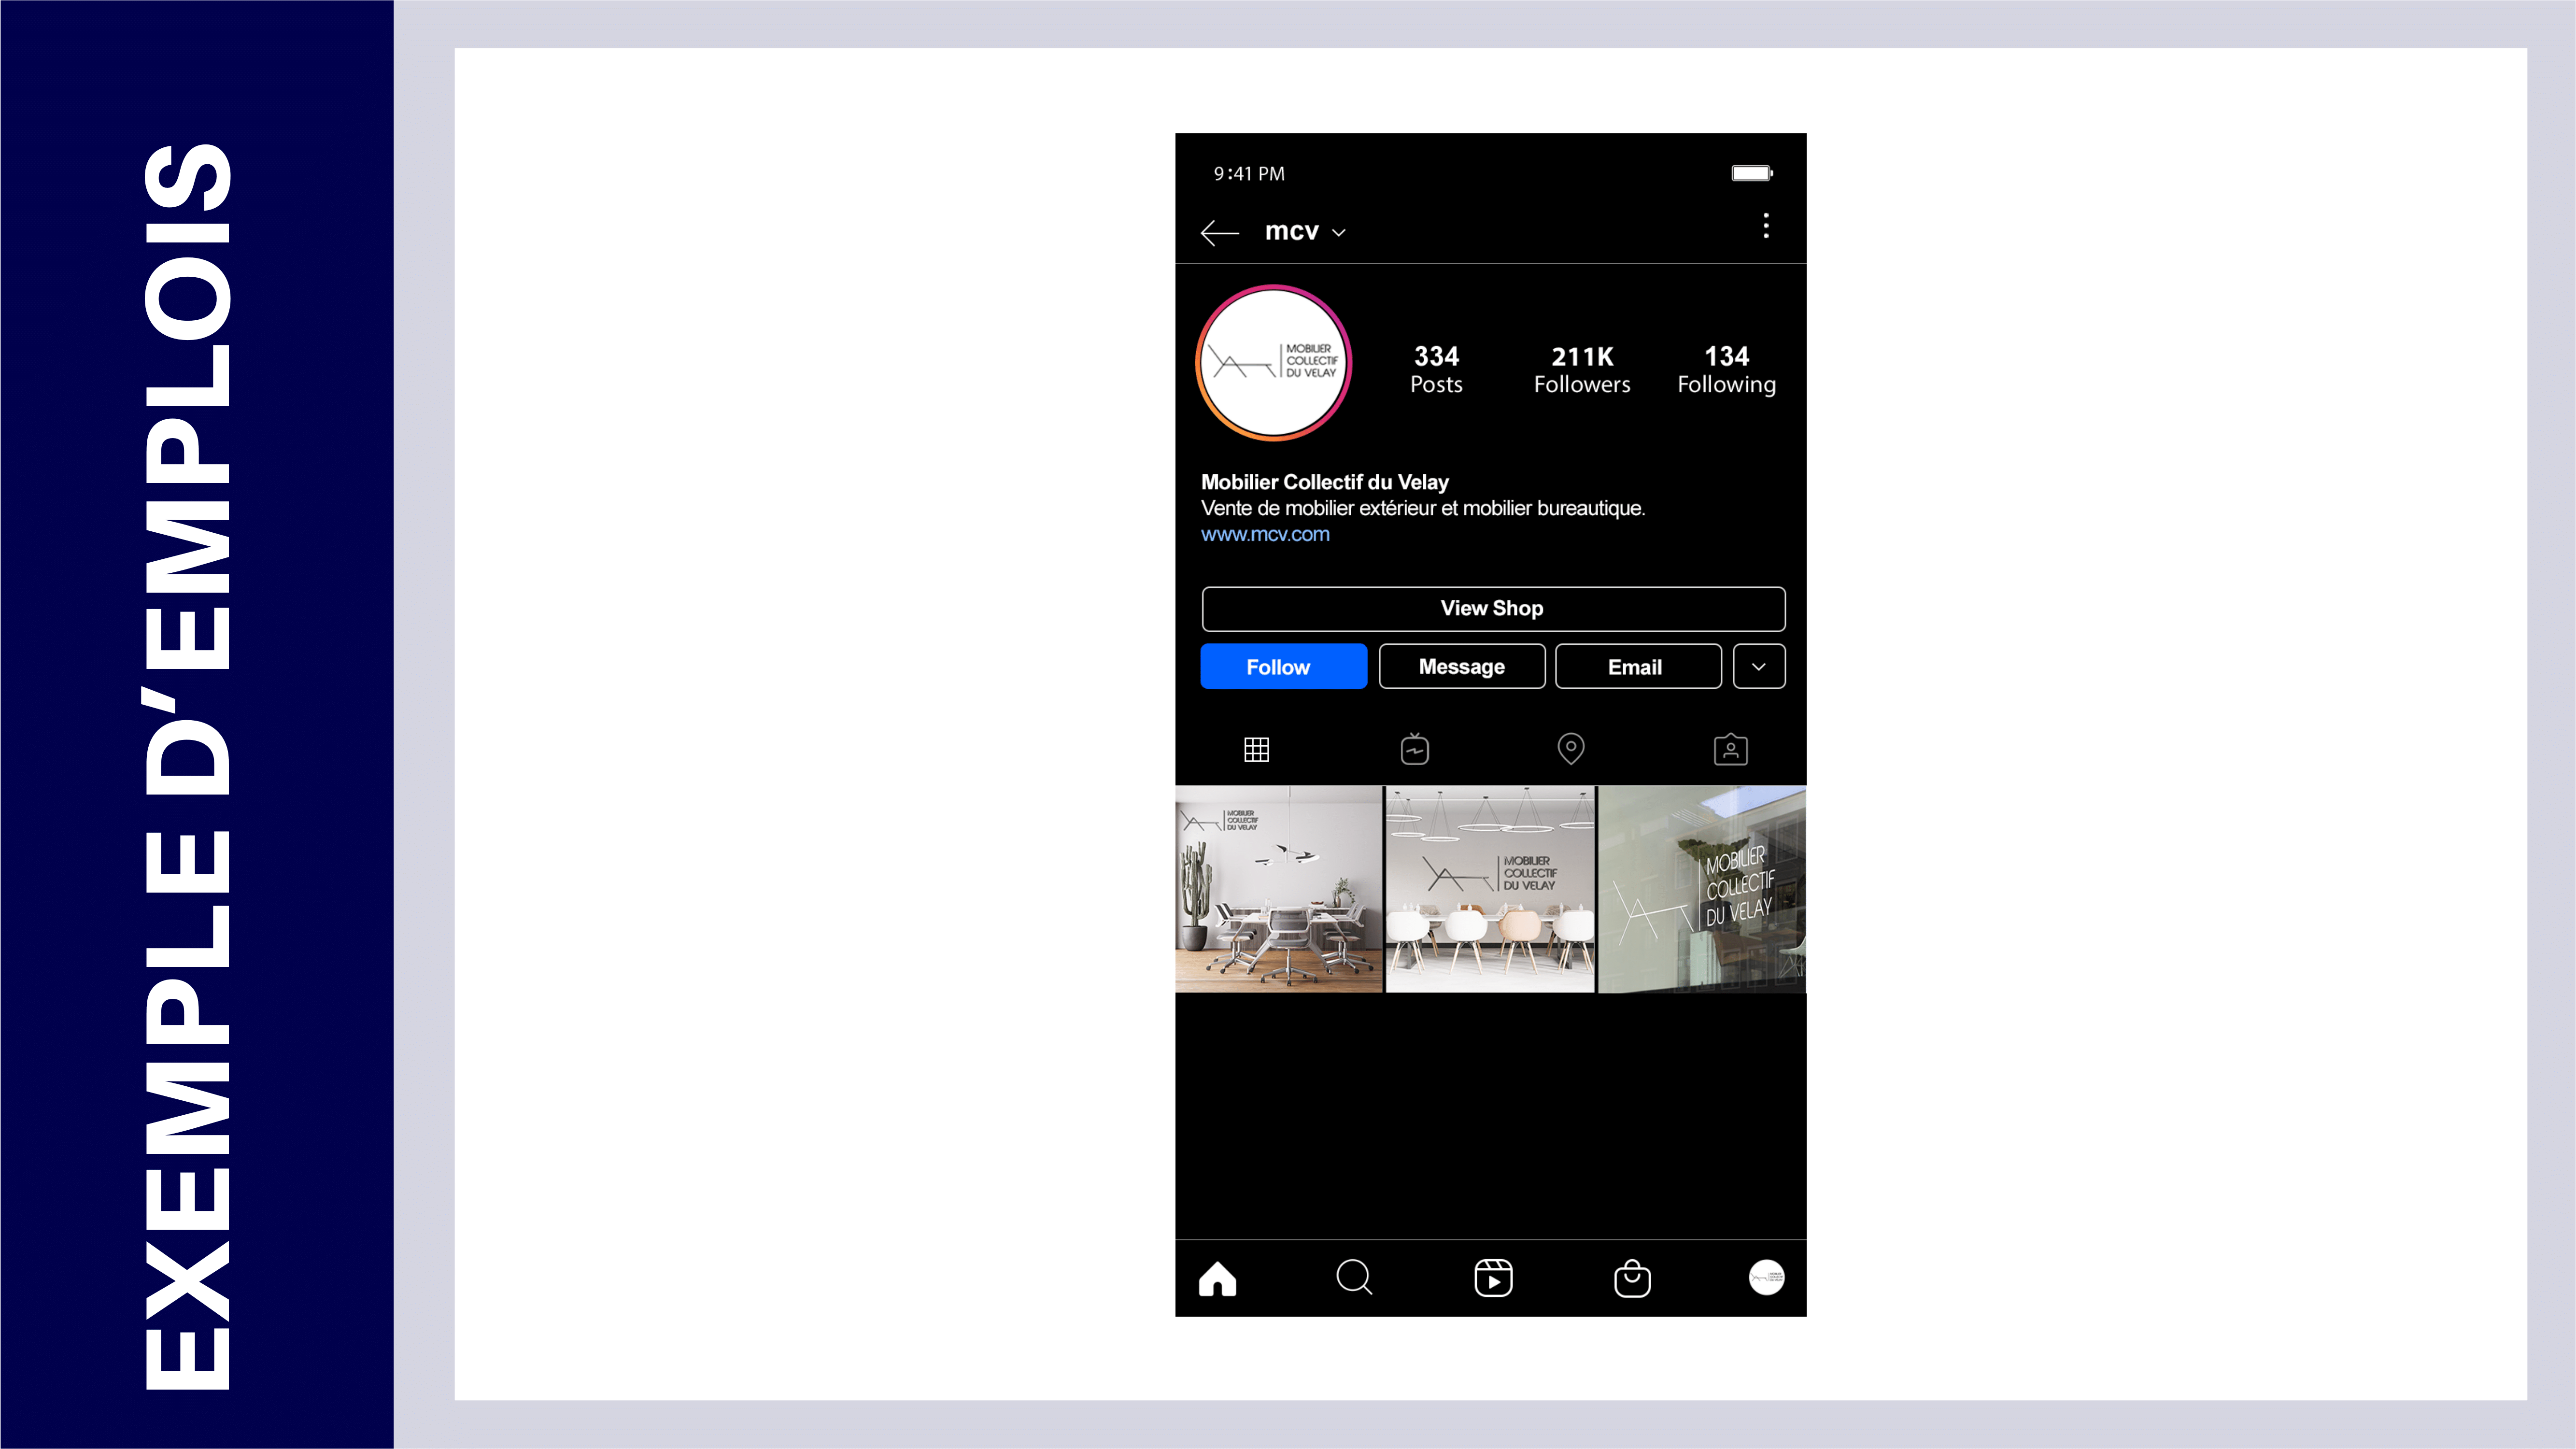 EXEMPLE D'EMPLOIS
9:41 PM
mcv
MOBILIER
COLLECTIF
DU VELAY
334
Posts
211K
Followers
134
Following
Mobilier Collectif du Velay
Vente de mobilier extérieur et mobilier bureautique.
www.mcv.com
View Shop
Follow
Message
Email
MOBILIER
COLLECTIF
DU VELAY
MOBILIER
COLLECTIF
DU VELAY
MOBILIER
COLLECTIF
DU VELAY